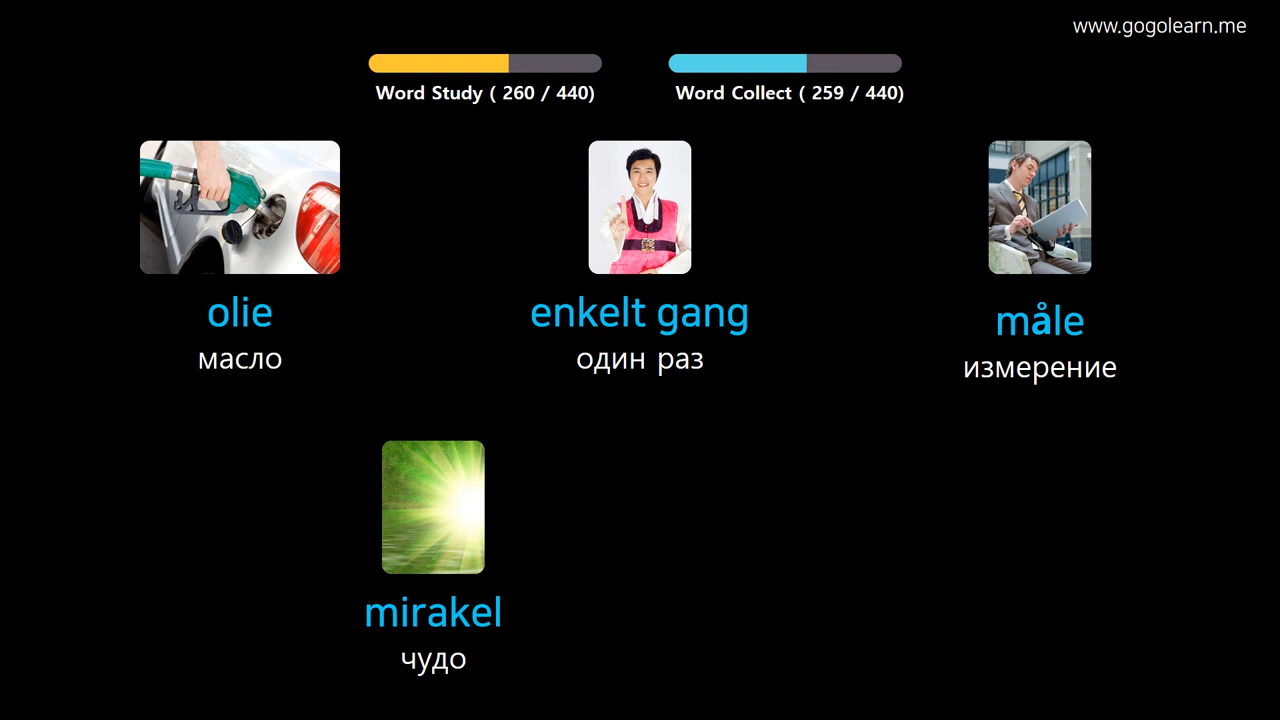 www.gogolearn.me
Word Study ( 260 / 440)
Word Collect ( 259 / 440)
olie
масло
enkelt gang
один раз
måle
измерение
mirakel
чудо